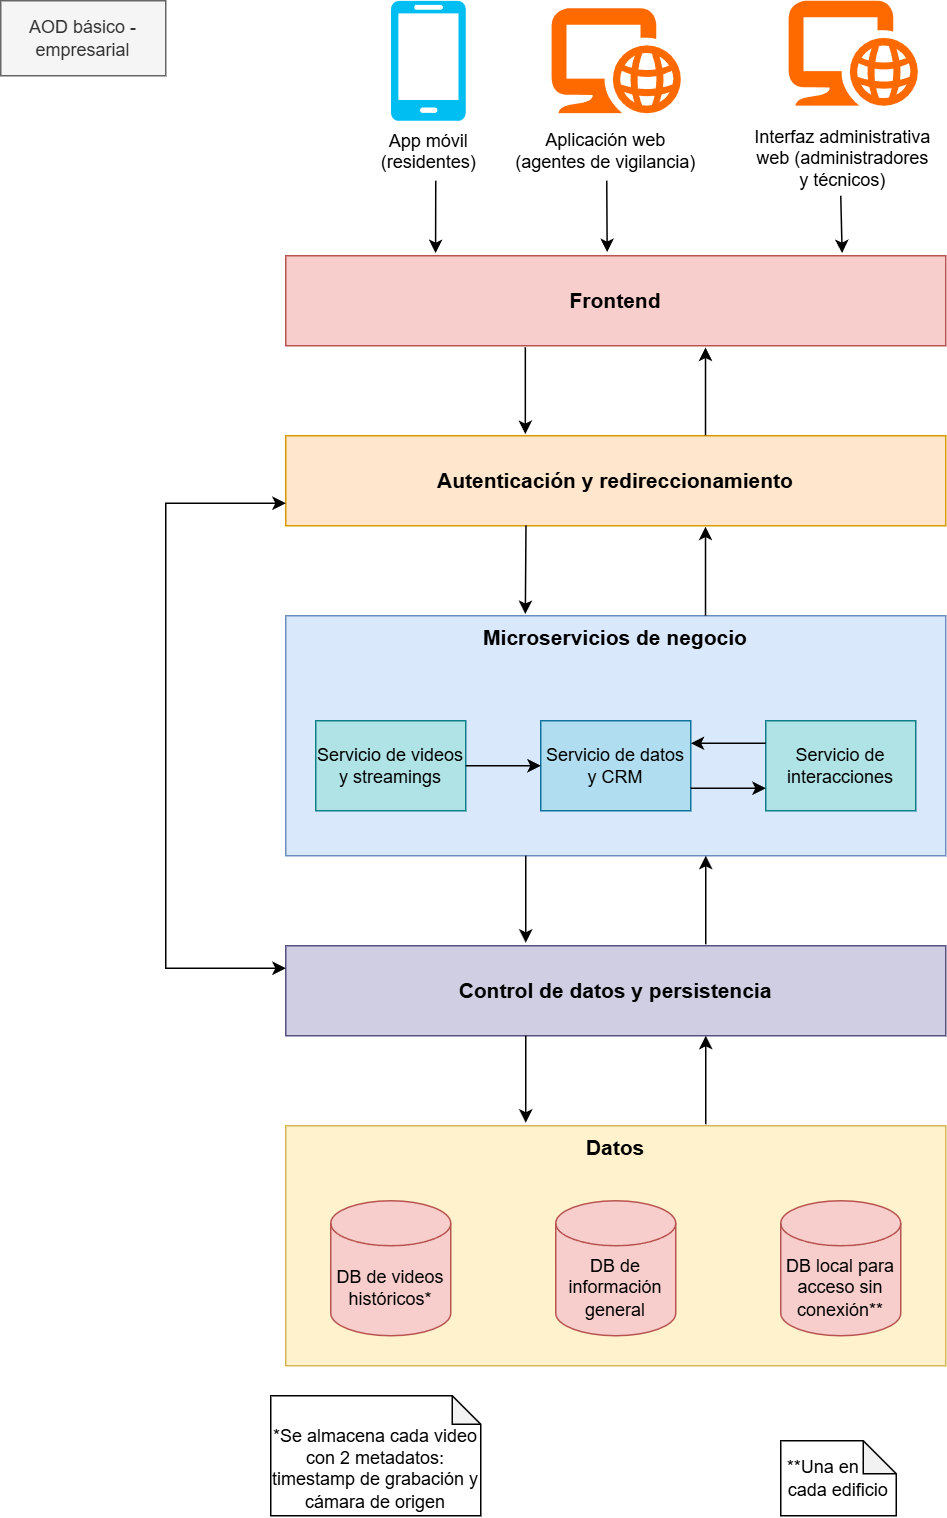 AOD básico -
empresarial
App móvil
(residentes)
Aplicación web
(agentes de vigilancia)
Interfaz administrativa
web (administradores
y técnicos)
Frontend
Autenticación y redireccionamiento
Microservicios de negocio
Servicio de videos
y streamings
Servicio de datos
y CRM
Servicio de
interacciones
Control de datos y persistencia
Datos
DB de videos
históricos*
DB de
información
general
DB local para
acceso sin
conexión**
*Se almacena cada video
con 2 metadatos:
timestamp de grabación y
cámara de origen
**Una en
cada edificio